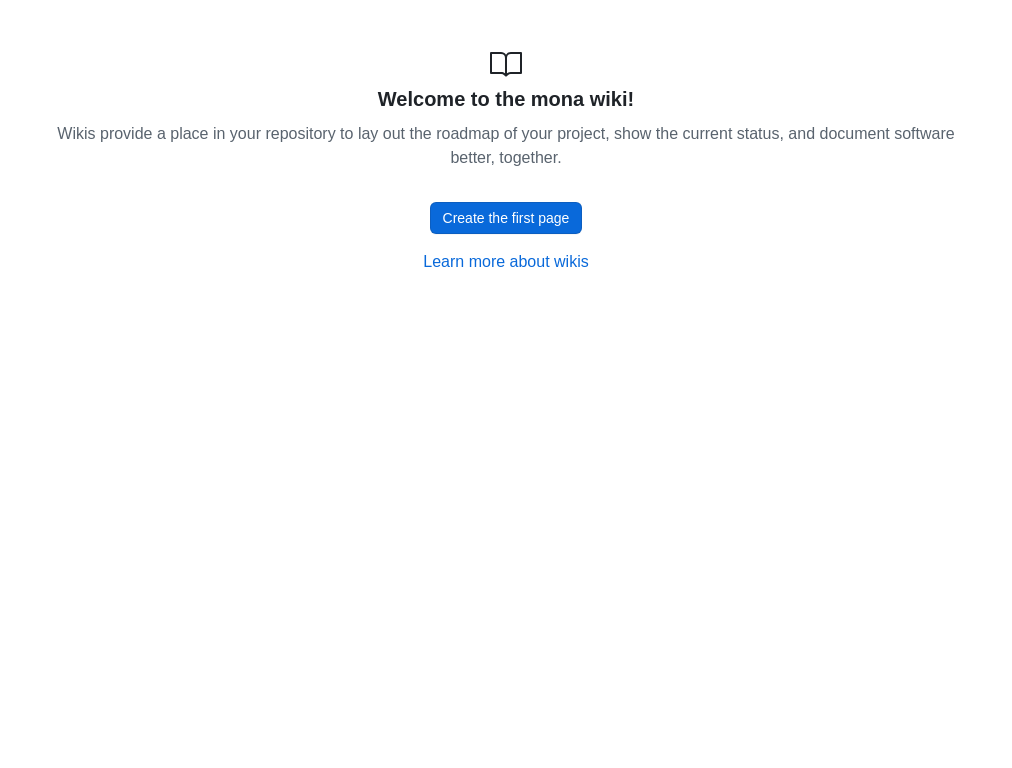 Welcome to the mona wiki!
Wikis provide a place in your repository to lay out the roadmap of your project, show the current status, and document software
better, together.
Create the first page
Learn more about wikis